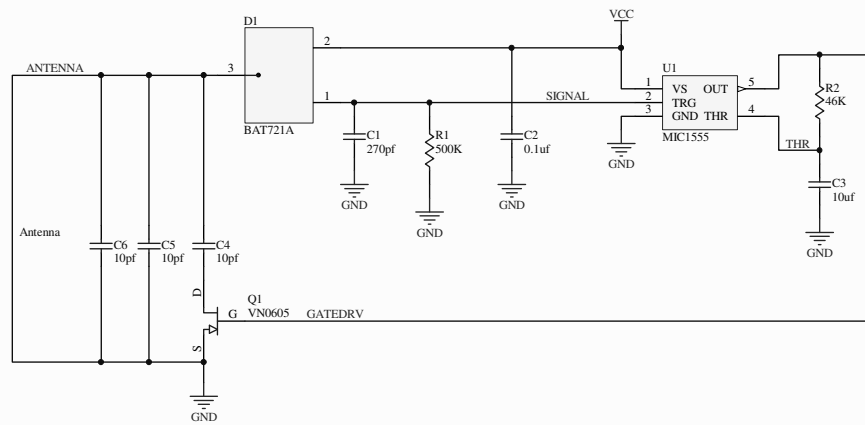 D1
VCC
BAT721A
ANTENNA
3
2
1
SIGNAL
U1
1
2
3
VS
TRG
GND
OUT
THR
5
4
MIC1555
R2
46K
THR
C1
270pf
GND
R1
500K
GND
C2
0.1uf
GND
GND
C3
10uf
GND
Antenna
C6
10pf
C5
10pf
C4
10pf
D
Q1
VN0605
G
GATEDRV
S
GND